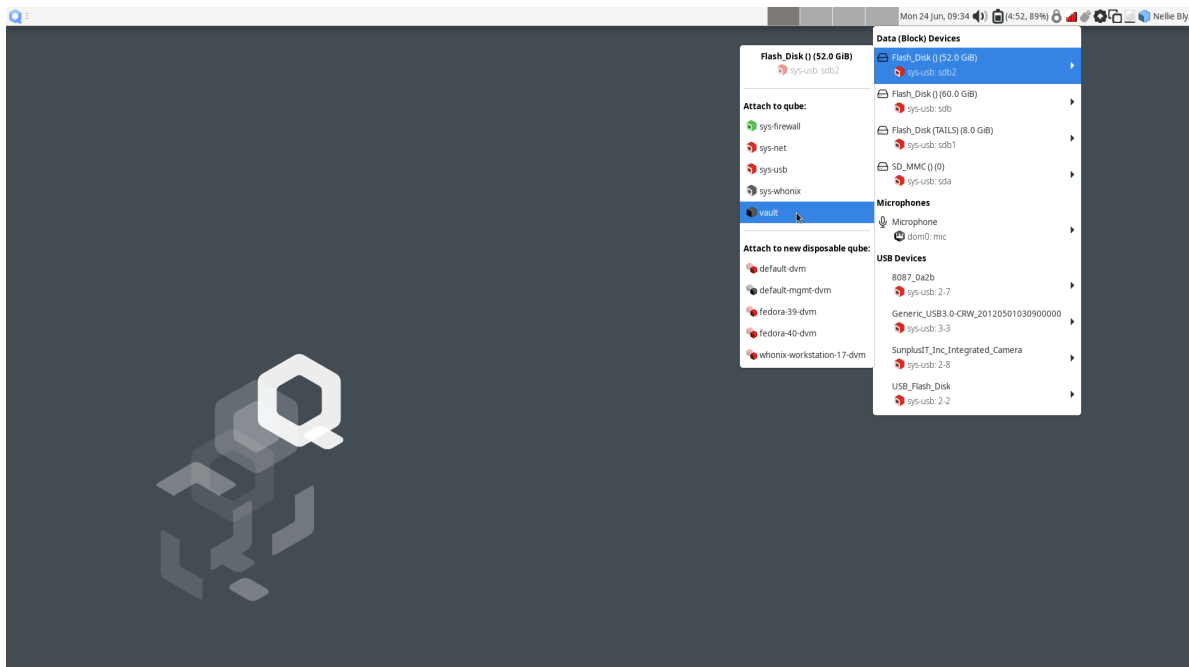 Mon 24 Jun, 09:34 (4:52, 89%) Nellie Bly
Flash_Disk () (52.0 GiB)
sys-usb: sdb2
Attach to qube:
sys-firewall
sys-net
sys-usb
sys-whonix
vault
Attach to new disposable qube:
default-dvm
default-mgmt-dvm
fedora-39-dvm
fedora-40-dvm
whonix-workstation-17-dvm
Data (Block) Devices
Flash_Disk () (52.0 GiB)
sys-usb: sdb2
Flash_Disk () (60.0 GiB)
sys-usb: sdb
Flash_Disk (TAILS) (8.0 GiB)
sys-usb: sdb1
SD_MMC () (0)
sys-usb: sda
Microphones
Microphone
dom0: mic
USB Devices
8087_0a2b
sys-usb: 2-7
Generic_USB3.0-CRW_20120501030900000
sys-usb: 3-3
SunplusIT_Inc_Integrated_Camera
sys-usb: 2-8
USB_Flash_Disk
sys-usb: 2-2